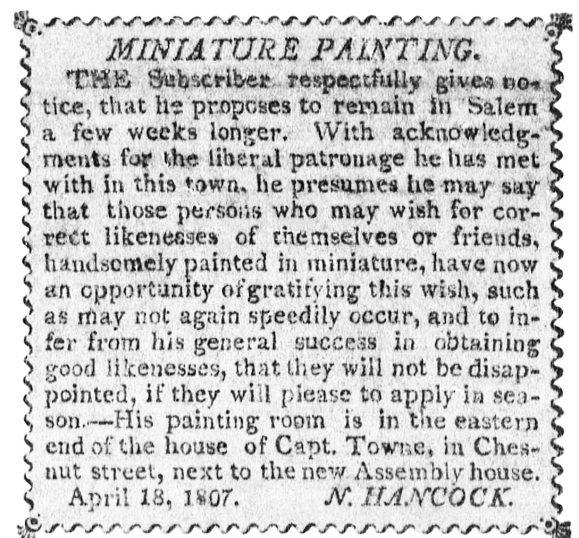 MINIATURE PAINTING.
THE Subscriber respectfully gives no-
tice, that he proposes to remain in Salem
a few weeks longer. With acknowledg-
ments for the liberal patronage he has met
with in this town, he presumes he may say
that those persons who may wish for cor-
rect likenesses of themselves or friends,
handsomely painted in miniature, have now
an opportunity of gratifying this wish, such
as may not again speedily occur, and to in-
fer from his general success in obtaining
good likenesses, that they will not be disap-
pointed, if they will please to apply in sea-
son.—His painting room is in the eastern
end of the house of Capt. Towne, in Ches-
nut street, next to the new Assembly house.
April 18, 1807. N. HANCOCK.